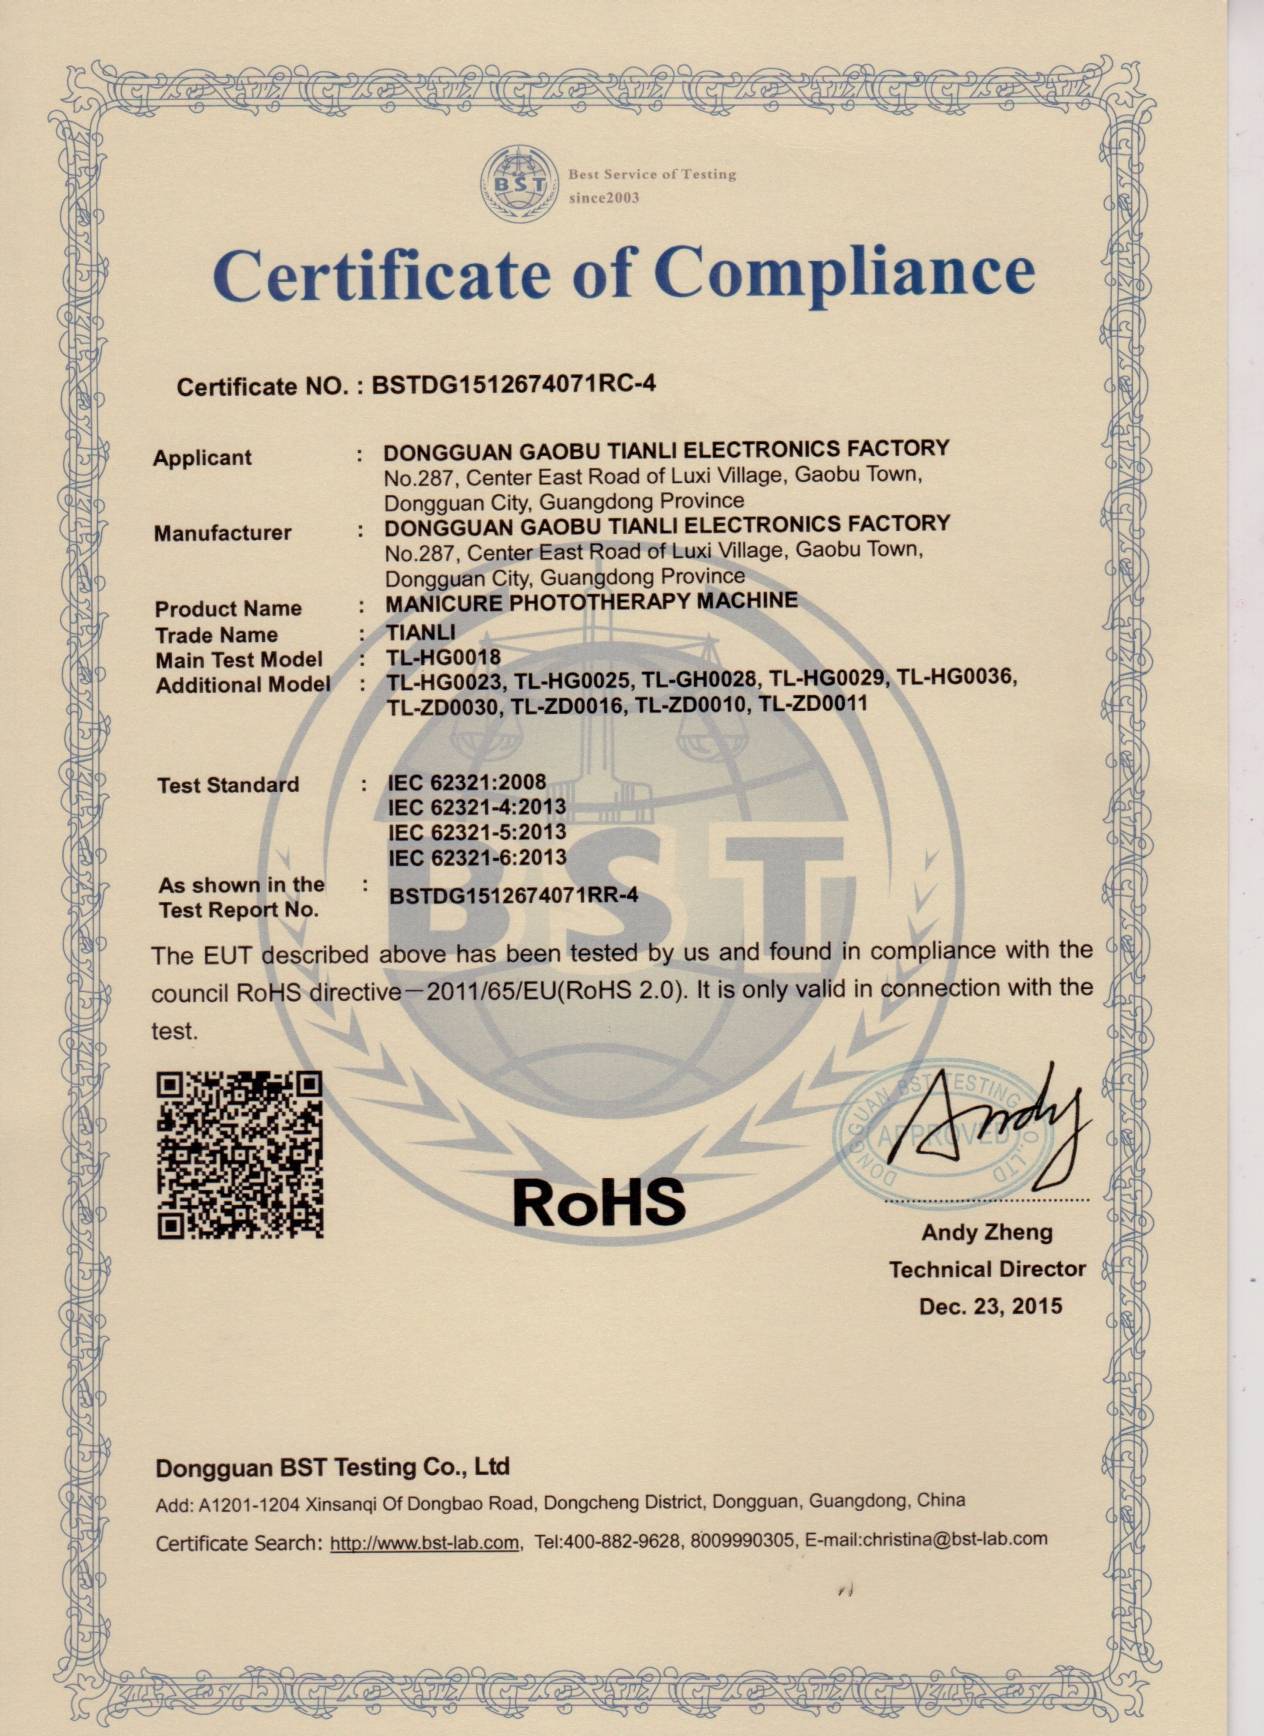 BST
Best Service of Testing
since2003
Certificate of Compliance
Certificate NO. : BSTDG1512674071RC-4
Applicant : DONGGUAN GAOBU TIANLI ELECTRONICS FACTORY
No.287, Center East Road of Luxi Village, Gaobu Town,
Dongguan City, Guangdong Province
Manufacturer : DONGGUAN GAOBU TIANLI ELECTRONICS FACTORY
No.287, Center East Road of Luxi Village, Gaobu Town,
Dongguan City, Guangdong Province
Product Name : MANICURE PHOTOTHERAPY MACHINE
Trade Name : TIANLI
Main Test Model : TL-HG0018
Additional Model : TL-HG0023, TL-HG0025, TL-GH0028, TL-HG0029, TL-HG0036,
TL-ZD0030, TL-ZD0016, TL-ZD0010, TL-ZD0011
Test Standard : IEC 62321:2008
IEC 62321-4:2013
IEC 62321-5:2013
IEC 62321-6:2013
As shown in the :
Test Report No. BSTDG1512674071RR-4
BST
The EUT described above has been tested by us and found in compliance with the
council RoHS directive—2011/65/EU(RoHS 2.0). It is only valid in connection with the
test.
DONGGUAN BST TESTING CO.,LTD
APPROVED
Andy
RoHS
Andy Zheng
Technical Director
Dec. 23, 2015
Dongguan BST Testing Co., Ltd
Add: A1201-1204 Xinsanqi Of Dongbao Road, Dongcheng District, Dongguan, Guangdong, China
Certificate Search: http://www.bst-lab.com, Tel:400-882-9628, 8009990305, E-mail:christina@bst-lab.com